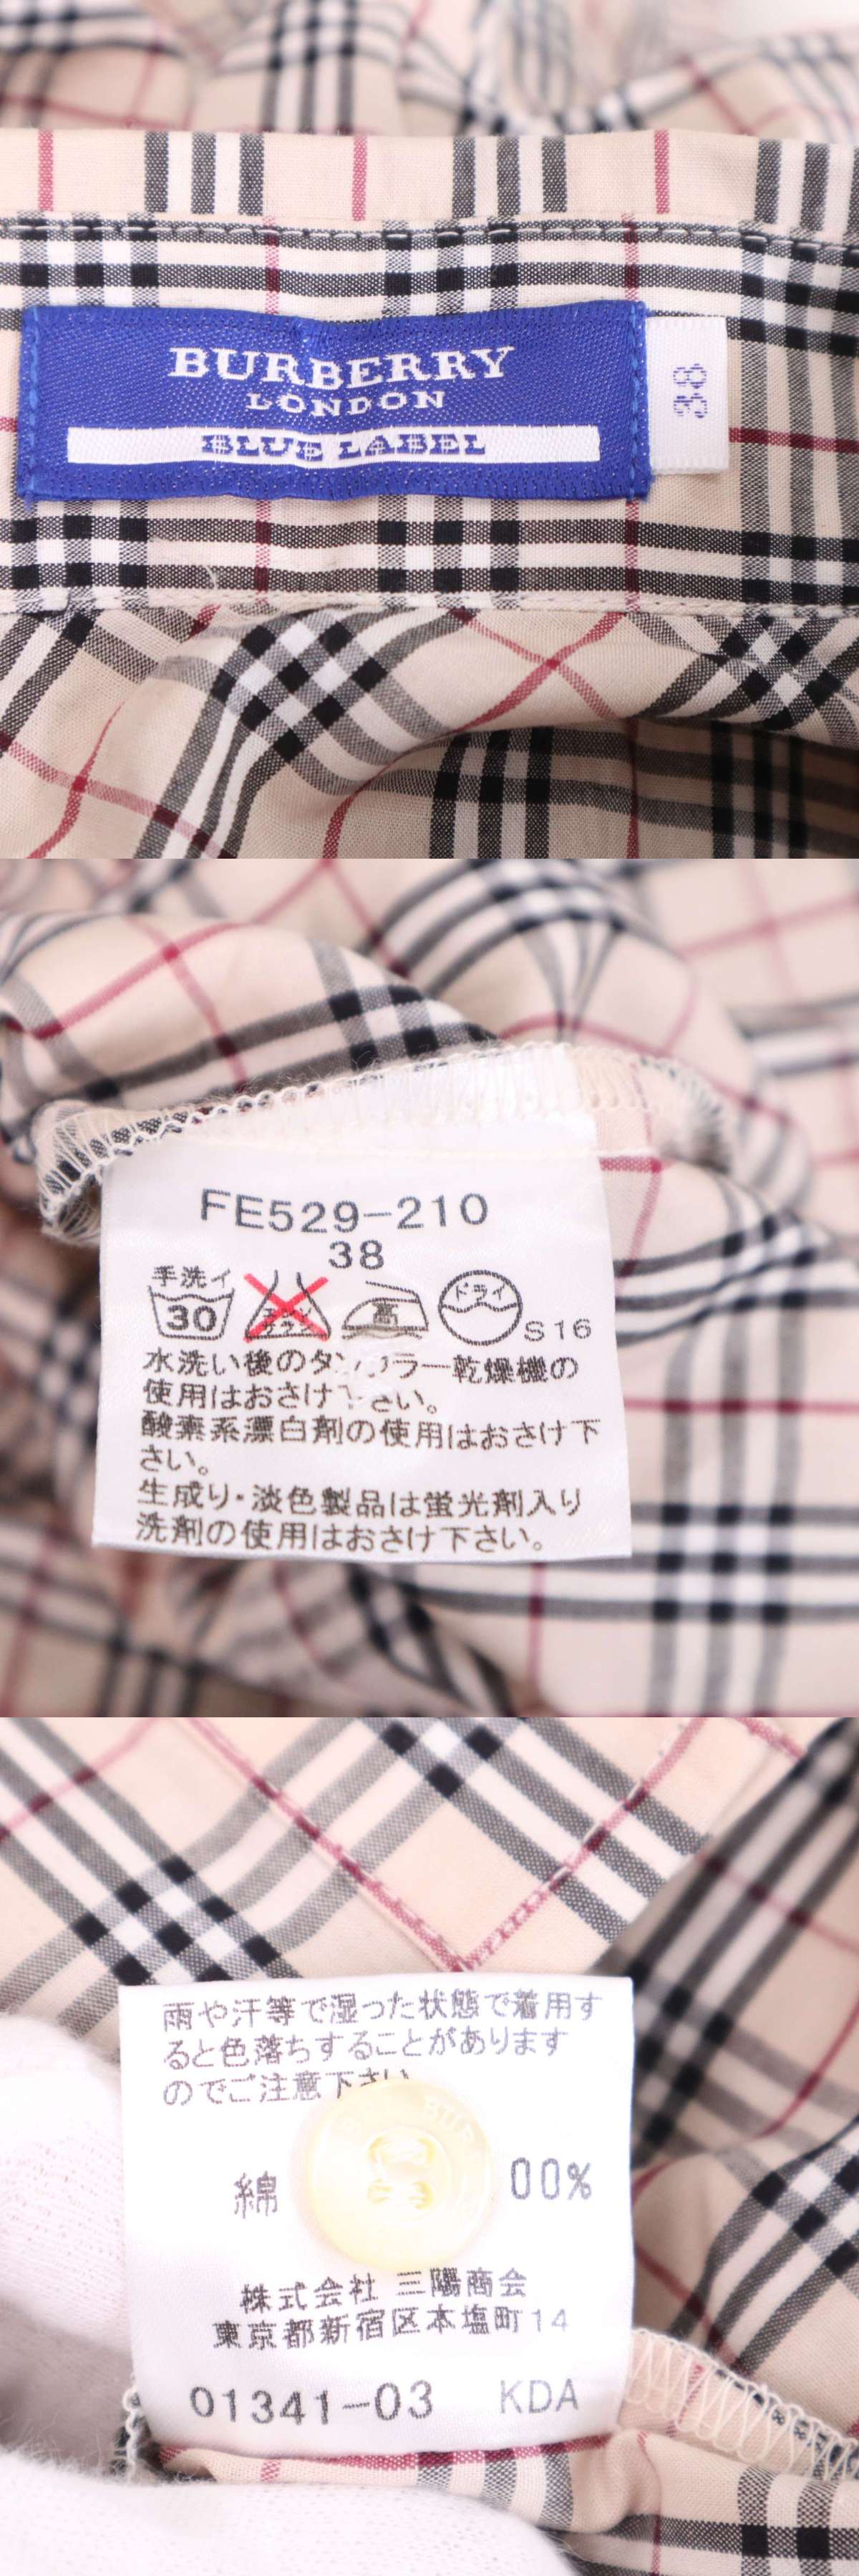 BURBERRY
LONDON
BLUE LABEL
38
FE529-210
38
手洗イ
30
高
ドライ
S16
水洗い後のタンブラー乾燥機の
使用はおさけ下さい。
酸素系漂白剤の使用はおさけ下
さい。
生成り・淡色製品は蛍光剤入り
洗剤の使用はおさけ下さい。
雨や汗等で湿った状態で着用す
ると色落ちすることがあります
のでご注意下さい
綿 00%
株式会社 三陽商会
東京都新宿区本塩町14
01341-03 KDA